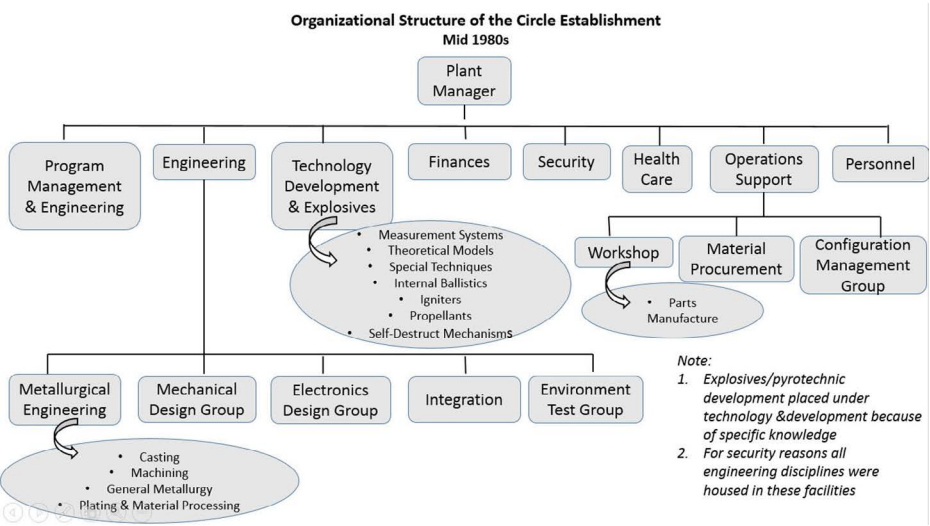 Organizational Structure of the Circle Establishment
Mid 1980s
Plant
Manager
Program
Management
& Engineering
Engineering
Technology
Development
& Explosives
Finances
Security
Health
Care
Operations
Support
Personnel
• Measurement Systems
• Theoretical Models
• Special Techniques
• Internal Ballistics
• Igniters
• Propellants
• Self-Destruct Mechanisms
Workshop
Material
Procurement
Configuration
Management
Group
• Parts
Manufacture
Metallurgical
Engineering
Mechanical
Design Group
Electronics
Design Group
Integration
Environment
Test Group
• Casting
• Machining
• General Metallurgy
• Plating & Material Processing
Note:
1. Explosives/pyrotechnic
development placed under
technology &development because
of specific knowledge
2. For security reasons all
engineering disciplines were
housed in these facilities